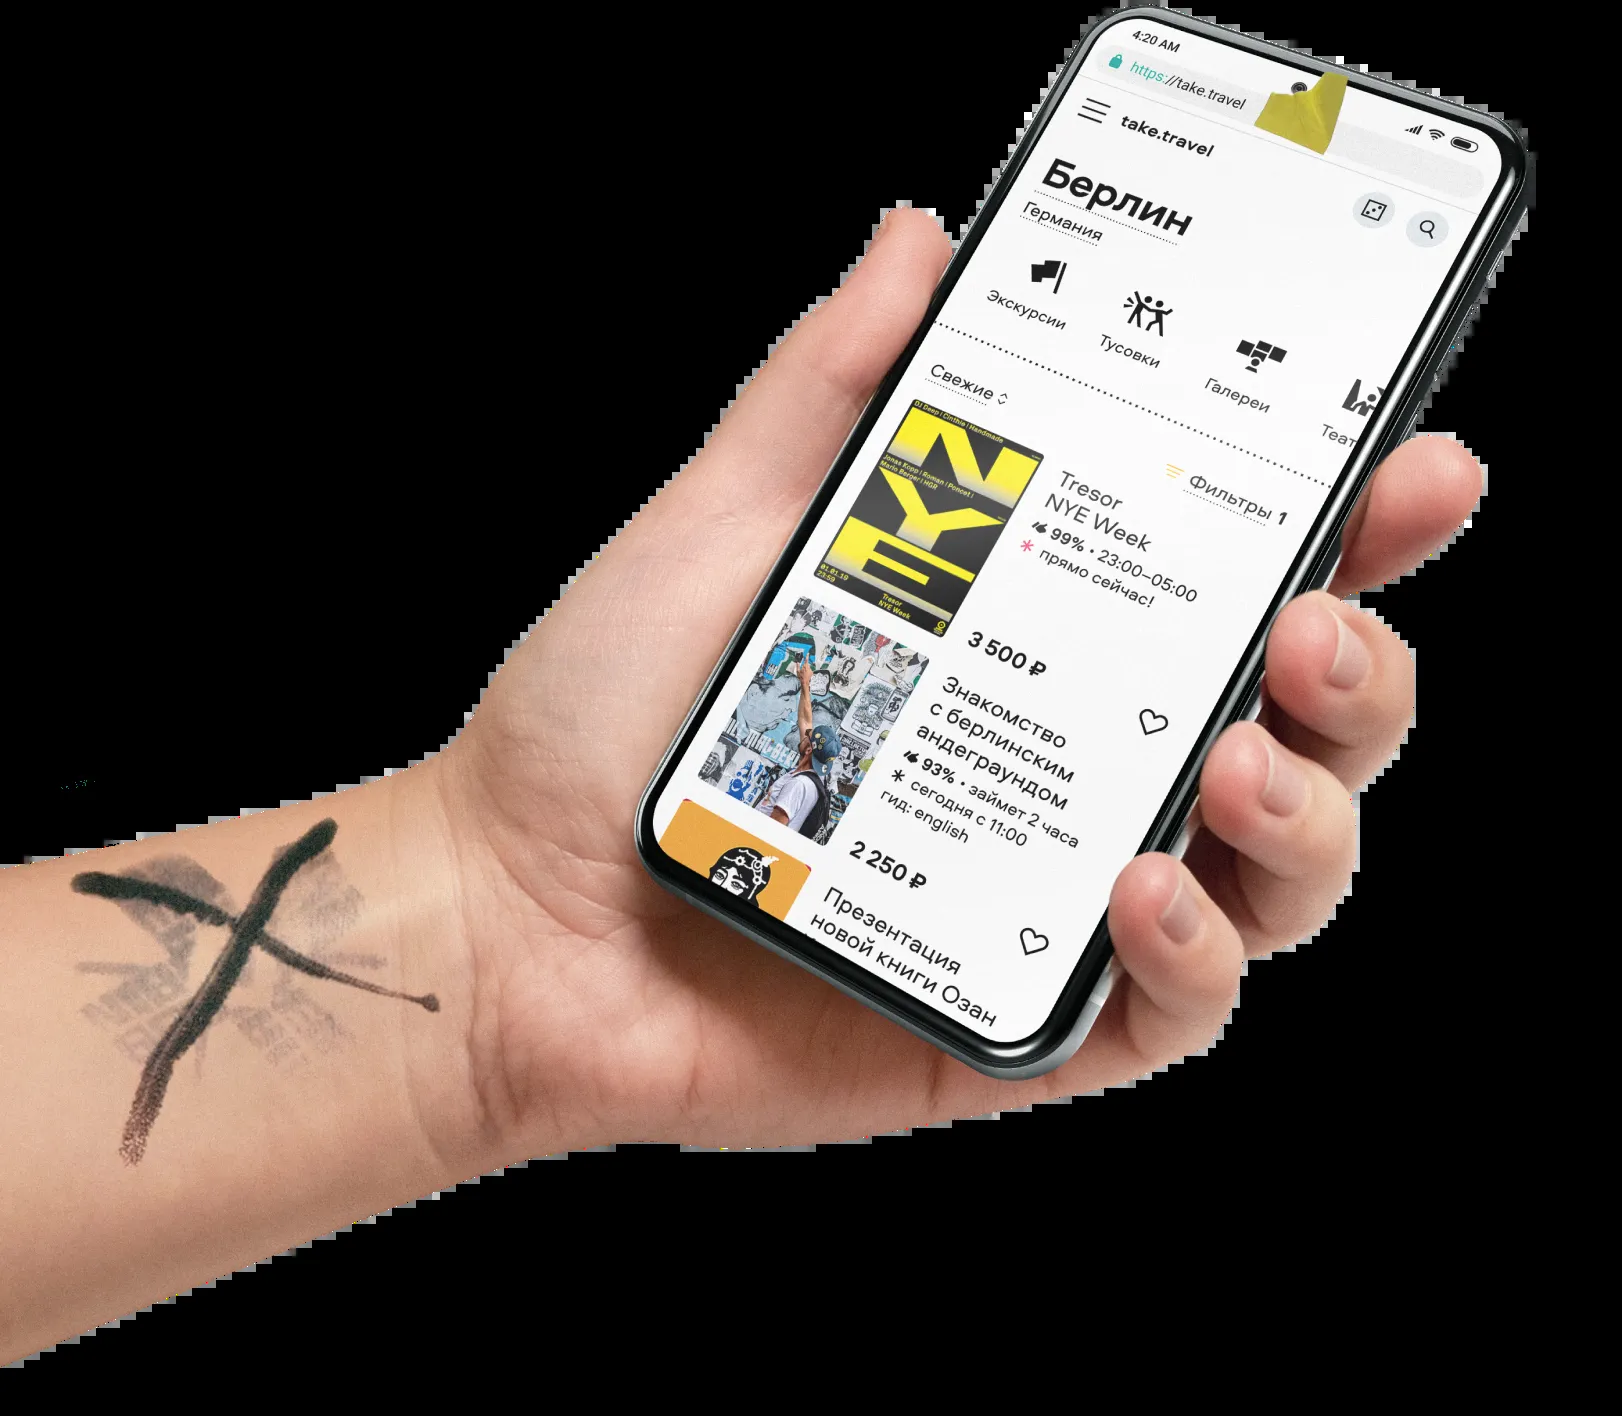 4:20 AM
https://take.travel
take.travel
Берлин
Германия
Экскурсии
Тусовки
Галереи
Теат
Свежие
Фильтры 1
DJ Deep | Cinthie | Handmade
NYE
Jonas Kopp | Roman | Poncet |
Mario Berger | HGR
01.01.19
23:59
Tresor
NYE Week
Tresor
NYE Week
99% • 23:00–05:00
* прямо сейчас!
3 500 ₽
Знакомство
с берлинским
андеграундом
93% • займет 2 часа
* сегодня с 11:00
гид: english
2 250 ₽
Презентация
новой книги Озан